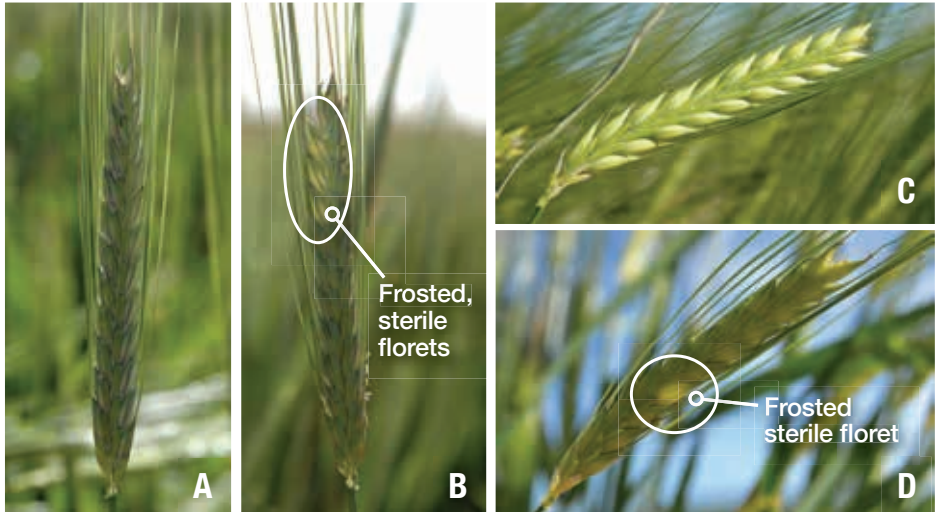 A
B
Frosted,
sterile
florets
C
D
Frosted
sterile floret